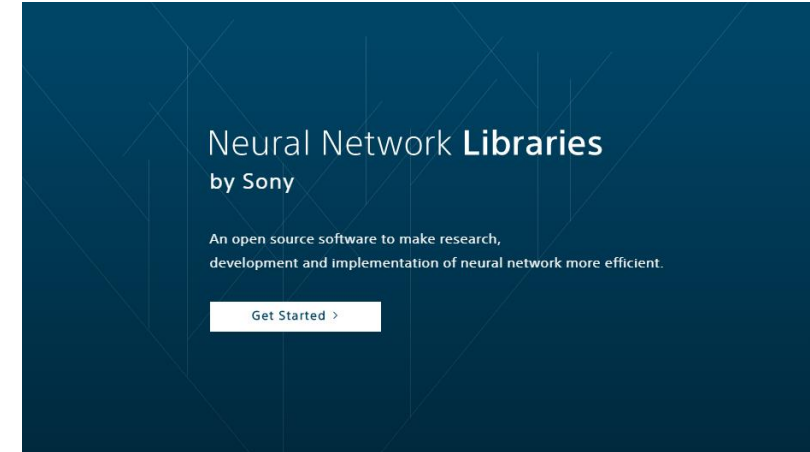 Neural Network Libraries
by Sony
An open source software to make research,
development and implementation of neural network more efficient.
Get Started >